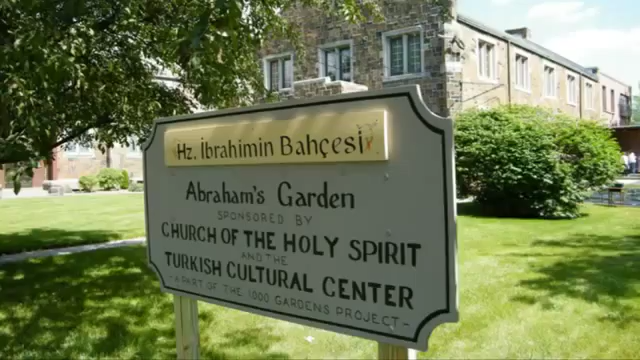 Hz. İbrahimin Bahçesi
Abraham's Garden
SPONSORED BY
CHURCH OF THE HOLY SPIRIT
AND THE
TURKISH CULTURAL CENTER
-A PART OF THE 1000 GARDENS PROJECT-